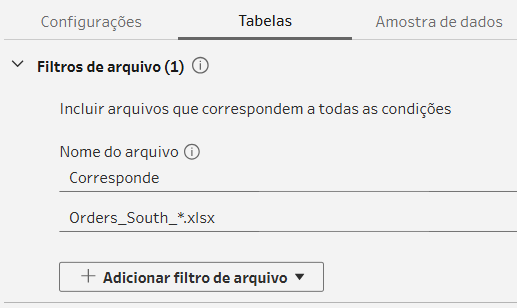 Configurações Tabelas Amostra de dados
Filtros de arquivo (1)
Incluir arquivos que correspondem a todas as condições
Nome do arquivo
Corresponde
Orders_South_*.xlsx
Adicionar filtro de arquivo